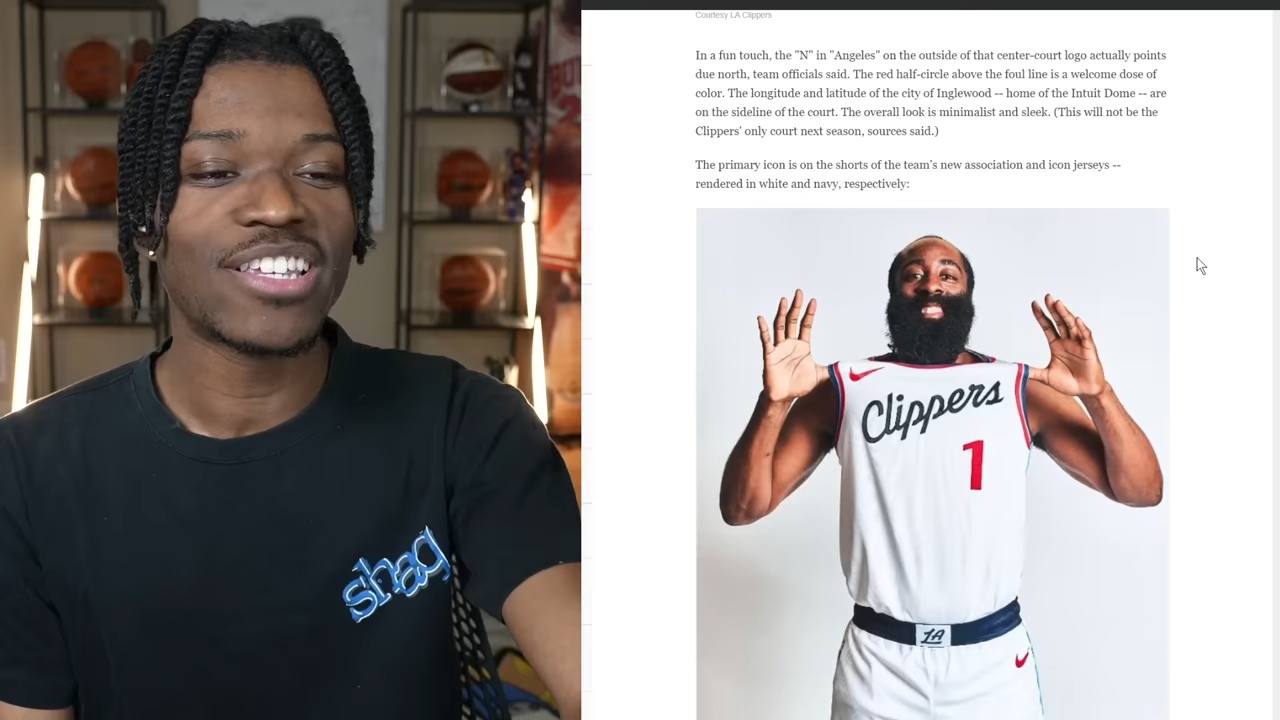 Courtesy LA Clippers
In a fun touch, the "N" in "Angeles" on the outside of that center-court logo actually points
due north, team officials said. The red half-circle above the foul line is a welcome dose of
color. The longitude and latitude of the city of Inglewood -- home of the Intuit Dome -- are
on the sideline of the court. The overall look is minimalist and sleek. (This will not be the
Clippers' only court next season, sources said.)
The primary icon is on the shorts of the team's new association and icon jerseys --
rendered in white and navy, respectively:
Clippers
1
LA
shaq